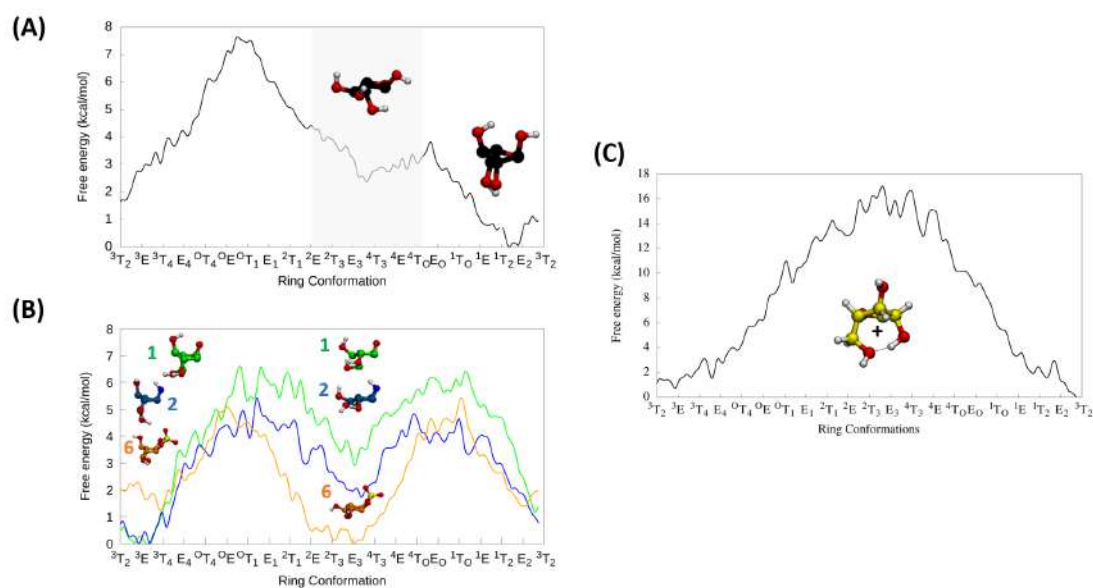 (A)
Free energy (kcal/mol)
8
7
6
5
4
3
2
1
0
³T₂ ³E ³T₄ E₄ ᴼT₄ ᴼE ᴼT₁ E₁ ²T₁ ²E ²T₃ E₃ ⁴T₃ ⁴E ⁴Tₒ Eₒ ¹Tₒ ¹E ¹T₂ E₂ ³T₂
Ring Conformation
(B)
Free energy (kcal/mol)
8
7
6
5
4
3
2
1
0
1
2
6
1
2
6
³T₂ ³E ³T₄ E₄ ᴼT₄ ᴼE ᴼT₁ E₁ ²T₁ ²E ²T₃ E₃ ⁴T₃ ⁴E ⁴Tₒ Eₒ ¹Tₒ ¹E ¹T₂ E₂ ³T₂
Ring Conformation
(C)
Free energy (kcal/mol)
18
16
14
12
10
8
6
4
2
0
+
³T₂ ³E ³T₄ E₄ ᴼT₄ ᴼE ᴼT₁ E₁ ²T₁ ²E ²T₃ E₃ ⁴T₃ ⁴E ⁴Tₒ Eₒ ¹Tₒ ¹E ¹T₂ E₂ ³T₂
Ring Conformations